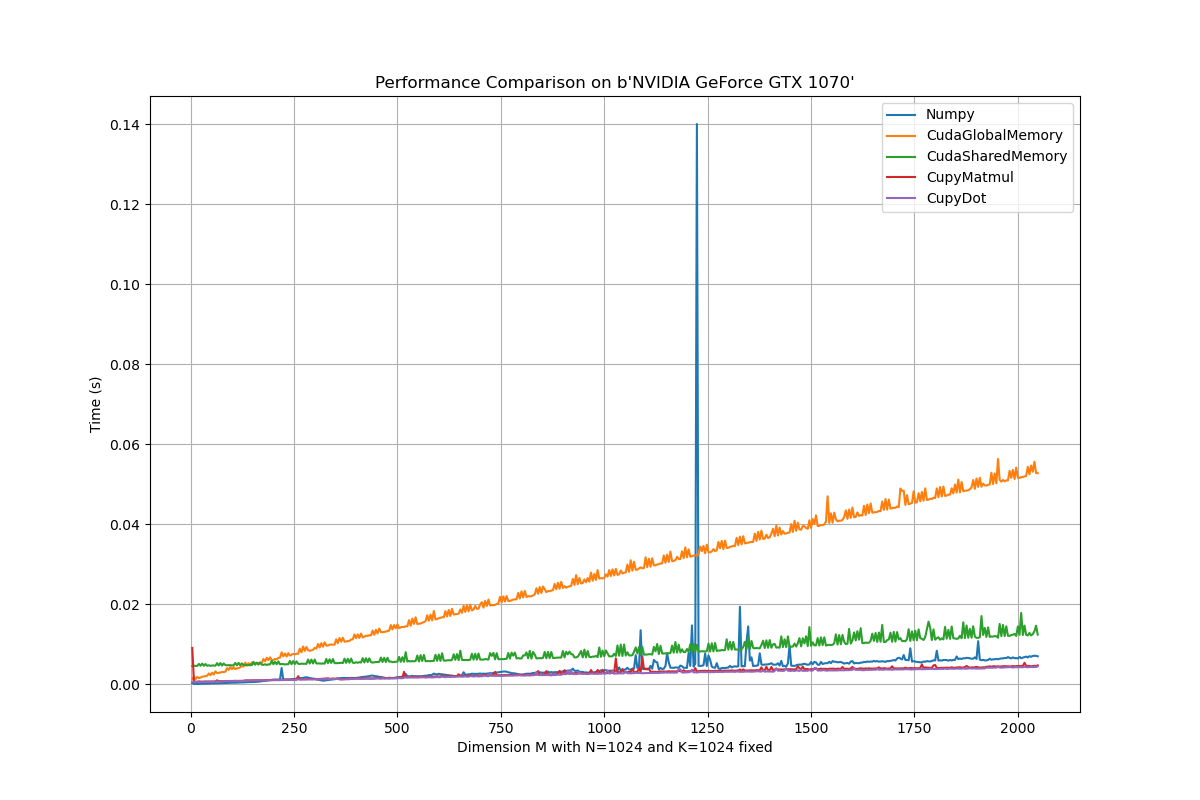 Performance Comparison on b'NVIDIA GeForce GTX 1070'
Numpy
CudaGlobalMemory
CudaSharedMemory
CupyMatmul
CupyDot
Time (s)
0.14
0.12
0.10
0.08
0.06
0.04
0.02
0.00
0 250 500 750 1000 1250 1500 1750 2000
Dimension M with N=1024 and K=1024 fixed